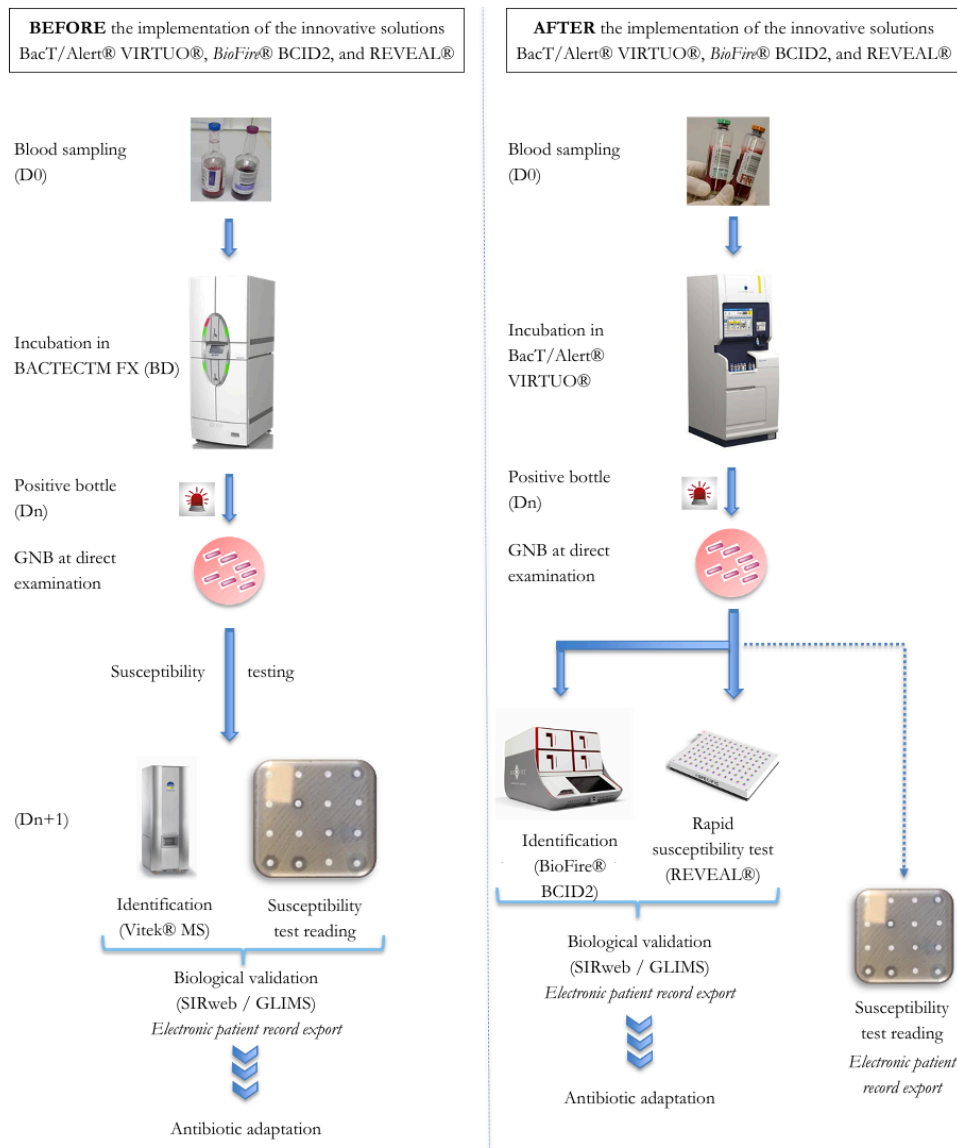 BEFORE the implementation of the innovative solutions
BacT/Alert® VIRTUO®, BioFire® BCID2, and REVEAL®
Blood sampling
(D0)
Incubation in
BACTECTM FX (BD)
Positive bottle
(Dn)
GNB at direct
examination
Susceptibility testing
(Dn+1)
Identification
(Vitek® MS)
Susceptibility
test reading
Biological validation
(SIRweb / GLIMS)
Electronic patient record export
Antibiotic adaptation
AFTER the implementation of the innovative solutions
BacT/Alert® VIRTUO®, BioFire® BCID2, and REVEAL®
Blood sampling
(D0)
Incubation in
BacT/Alert®
VIRTUO®
Positive bottle
(Dn)
GNB at direct
examination
Identification
(BioFire®
BCID2)
Rapid
susceptibility test
(REVEAL®)
Biological validation
(SIRweb / GLIMS)
Electronic patient record export
Antibiotic adaptation
Susceptibility
test reading
Electronic patient
record export